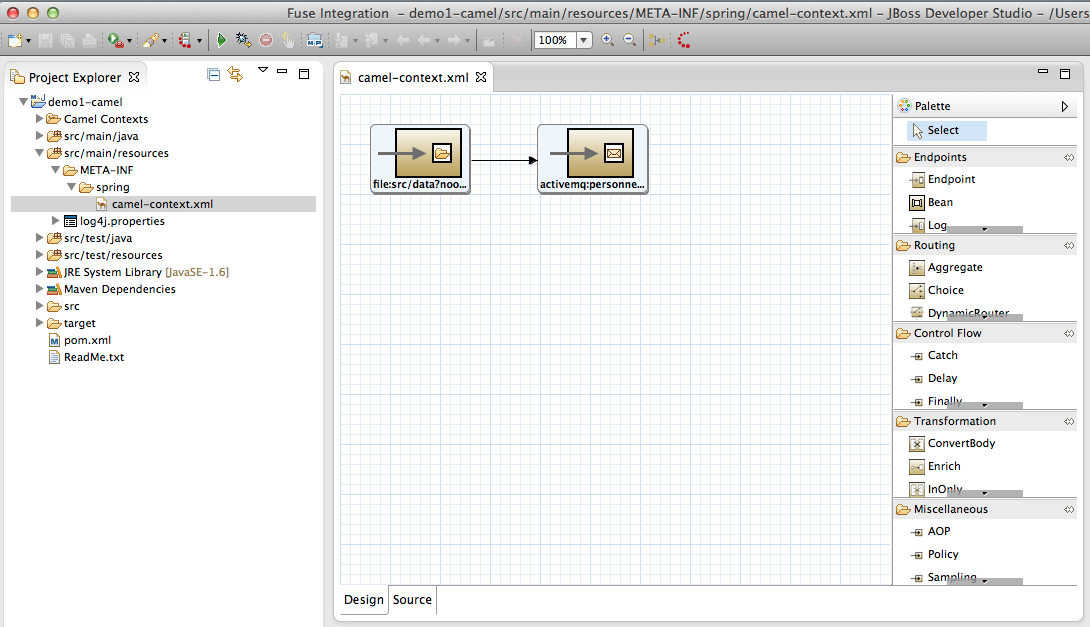 Fuse Integration - demo1-camel/src/main/resources/META-INF/spring/camel-context.xml - JBoss Developer Studio - /Users
100%
Project Explorer
demo1-camel
Camel Contexts
src/main/java
src/main/resources
META-INF
spring
camel-context.xml
log4j.properties
src/test/java
src/test/resources
JRE System Library [JavaSE-1.6]
Maven Dependencies
src
target
pom.xml
ReadMe.txt
camel-context.xml
file:src/data?noo...
activemq:personne...
Design Source
Palette
Select
Endpoints
Endpoint
Bean
Log
Routing
Aggregate
Choice
DynamicRouter
Control Flow
Catch
Delay
Finally
Transformation
ConvertBody
Enrich
InOnly
Miscellaneous
AOP
Policy
Sampling